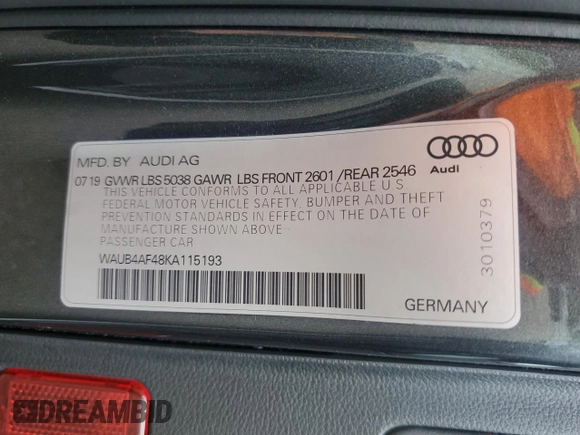 MFD. BY AUDI AG
07 19 GVWR LBS 5038 GAWR LBS FRONT 2601 /REAR 2546
THIS VEHICLE CONFORMS TO ALL APPLICABLE U.S
FEDERAL MOTOR VEHICLE SAFETY, BUMPER AND THEFT
PREVENTION STANDARDS IN EFFECT ON THE DATE OF
MANUFACTURE SHOWN ABOVE
PASSENGER CAR
WAUB4AF48KA115193
GERMANY
Audi
3010379
DREAMBID